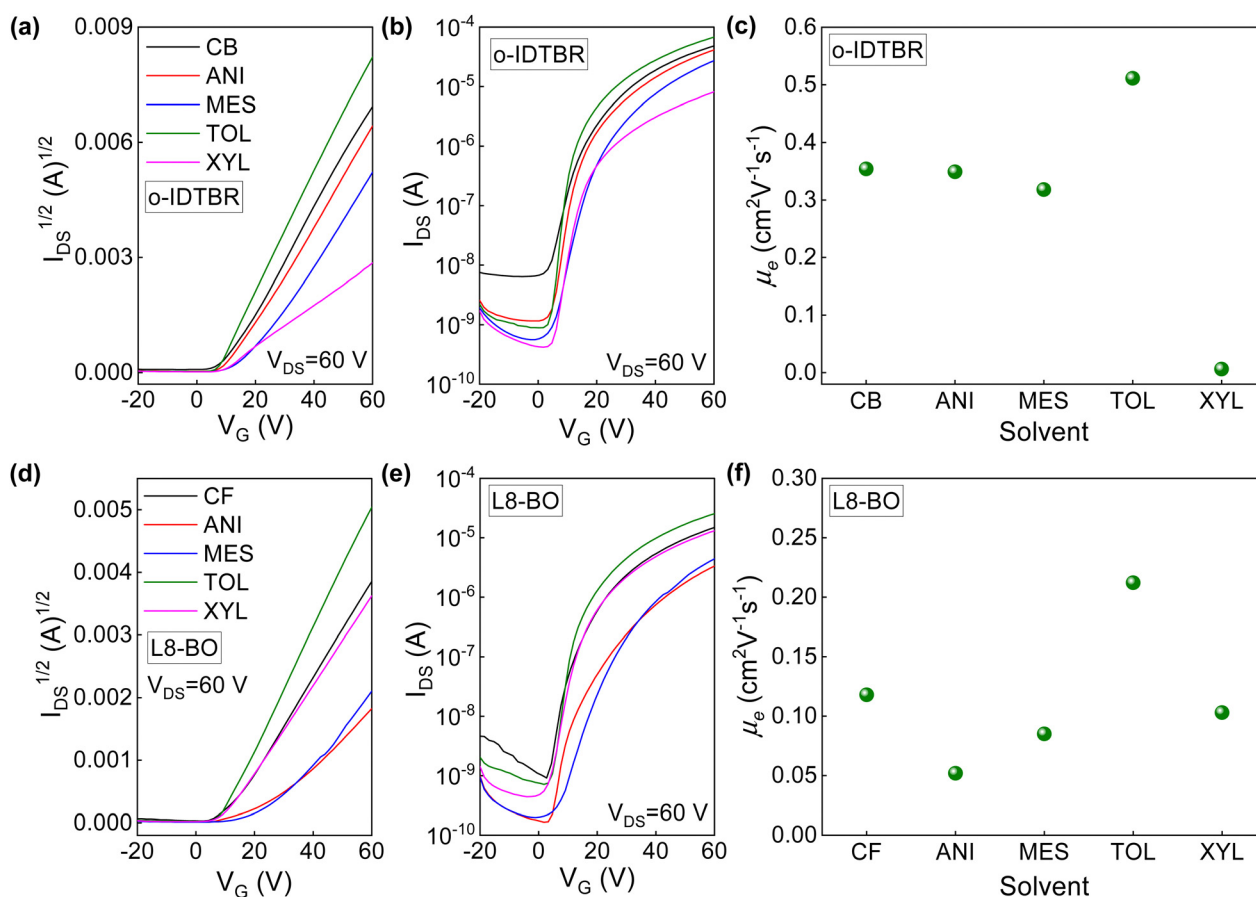 (a)
0.009
0.006
0.003
0.000
I_DS^1/2 (A)^1/2
CB
ANI
MES
TOL
XYL
o-IDTBR
V_DS=60 V
-20 0 20 40 60
V_G (V)
(b)
o-IDTBR
10^-4
10^-5
10^-6
10^-7
10^-8
10^-9
10^-10
I_DS (A)
V_DS=60 V
-20 0 20 40 60
V_G (V)
(c)
o-IDTBR
0.6
0.5
0.4
0.3
0.2
0.1
0.0
μ_e (cm^2V^-1s^-1)
CB ANI MES TOL XYL
Solvent
(d)
0.005
0.004
0.003
0.002
0.001
0.000
I_DS^1/2 (A)^1/2
CF
ANI
MES
TOL
XYL
L8-BO
V_DS=60 V
-20 0 20 40 60
V_G (V)
(e)
L8-BO
10^-4
10^-5
10^-6
10^-7
10^-8
10^-9
10^-10
I_DS (A)
V_DS=60 V
-20 0 20 40 60
V_G (V)
(f)
L8-BO
0.30
0.25
0.20
0.15
0.10
0.05
0.00
μ_e (cm^2V^-1s^-1)
CF ANI MES TOL XYL
Solvent